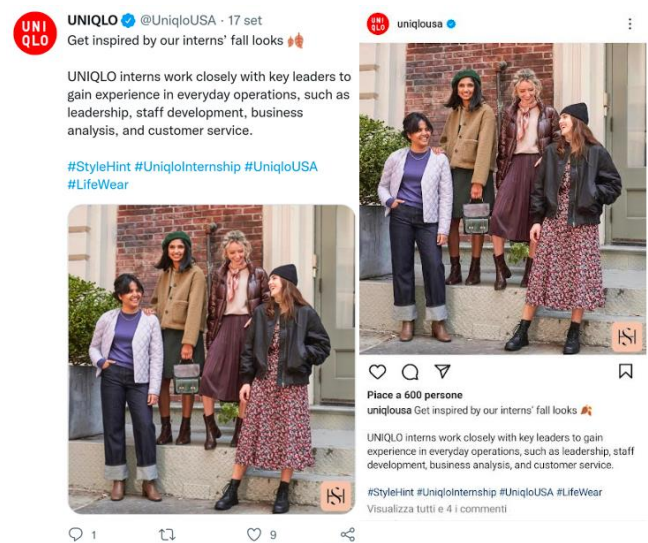 UNI
QLO
UNIQLO @UniqloUSA · 17 set
Get inspired by our interns' fall looks 🍂
UNIQLO interns work closely with key leaders to
gain experience in everyday operations, such as
leadership, staff development, business
analysis, and customer service.
#StyleHint #UniqloInternship #UniqloUSA
#LifeWear
SH
1
9
UNI
QLO
uniqlousa
SH
Piace a 600 persone
uniqlousa Get inspired by our interns' fall looks 🍂
UNIQLO interns work closely with key leaders to gain
experience in everyday operations, such as leadership, staff
development, business analysis, and customer service.
#StyleHint #UniqloInternship #UniqloUSA #LifeWear
Visualizza tutti e 4 i commenti